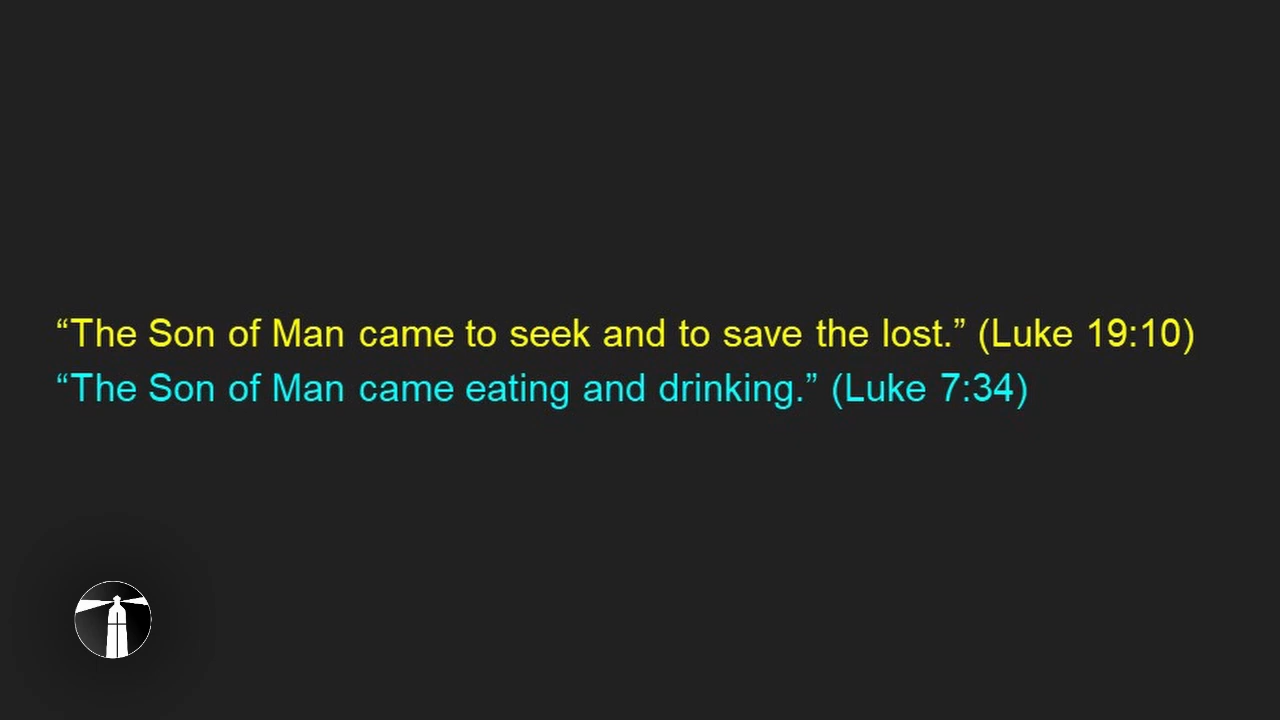 “The Son of Man came to seek and to save the lost.” (Luke 19:10)
“The Son of Man came eating and drinking.” (Luke 7:34)